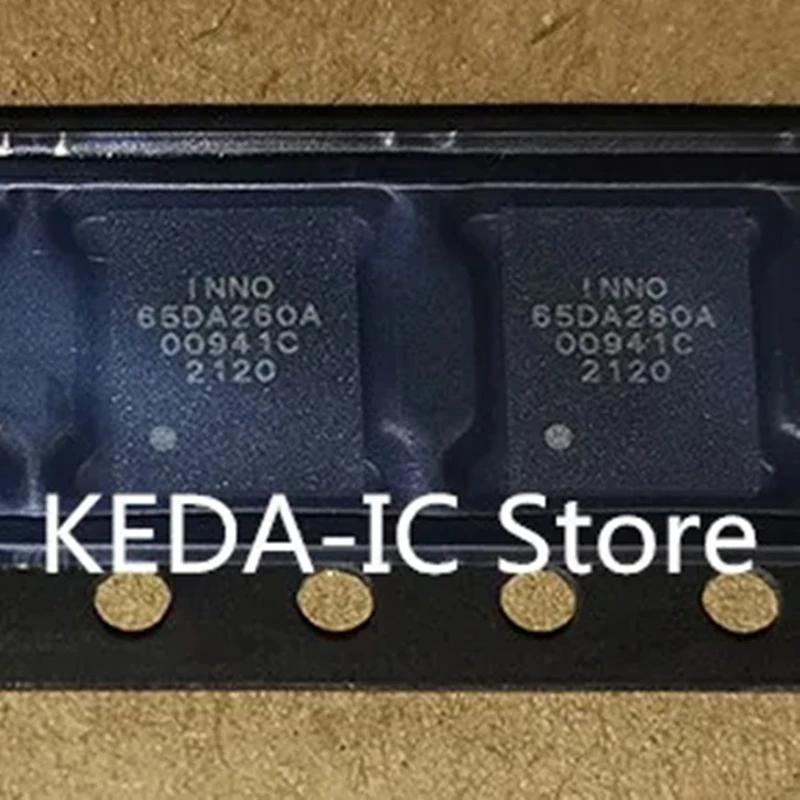 INNO
65DA260A
00941C
2120
INNO
65DA260A
00941C
2120
KEDA-IC Store